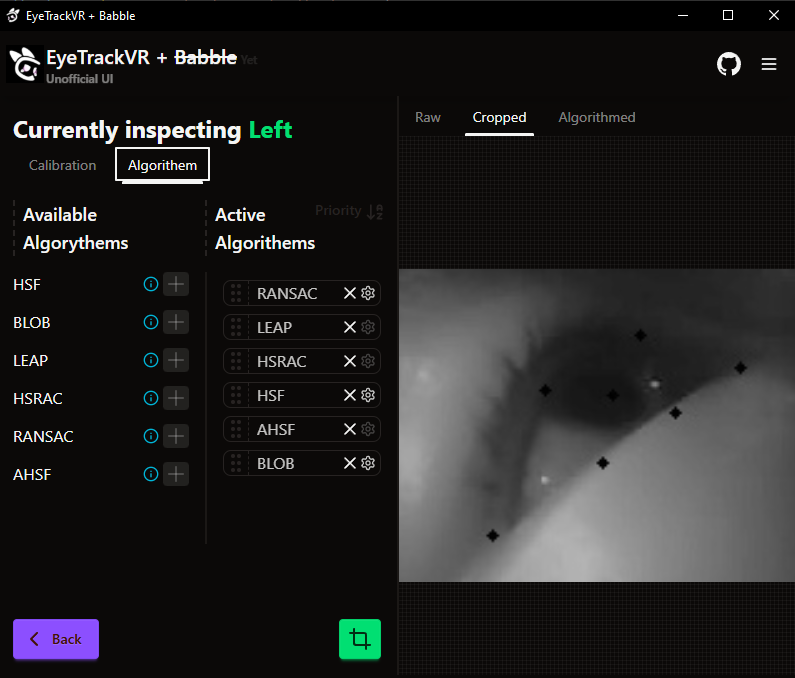 EyeTrackVR + Babble
EyeTrackVR + Babble Yet
Unofficial UI
Currently inspecting Left
Calibration
Algorithem
Available
Algorythems
HSF
BLOB
LEAP
HSRAC
RANSAC
AHSF
Active
Algorithems
Priority
RANSAC
LEAP
HSRAC
HSF
AHSF
BLOB
Back
Raw
Cropped
Algorithmed